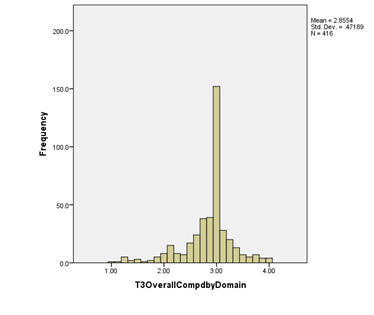 Mean = 2.8554
Std. Dev. = .47189
N = 416
200.0
150.0
100.0
50.0
0.0
Frequency
1.00 2.00 3.00 4.00
T3OverallCompdbyDomain